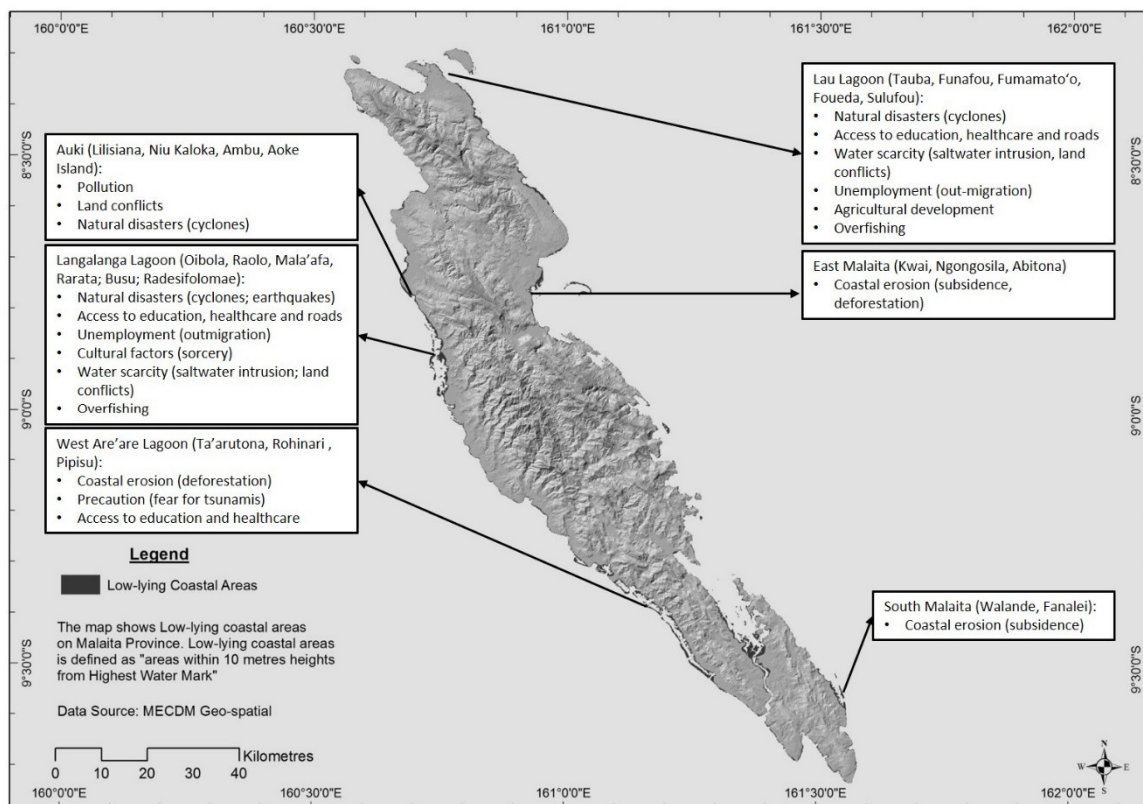 160°0'0"E
160°30'0"E
161°0'0"E
161°30'0"E
162°0'0"E
8°30'0"S
9°0'0"S
9°30'0"S
Auki (Lilisiana, Niu Kaloka, Ambu, Aoke
Island):
• Pollution
• Land conflicts
• Natural disasters (cyclones)
Langalanga Lagoon (Oibola, Raolo, Mala’afa,
Rarata; Busu; Radesifolomae):
• Natural disasters (cyclones; earthquakes)
• Access to education, healthcare and roads
• Unemployment (outmigration)
• Cultural factors (sorcery)
• Water scarcity (saltwater intrusion; land
conflicts)
• Overfishing
West Are’are Lagoon (Ta’arutona, Rohinari ,
Pipisu):
• Coastal erosion (deforestation)
• Precaution (fear for tsunamis)
• Access to education and healthcare
Lau Lagoon (Tauba, Funafou, Fumamato‘o,
Foueda, Sulufou):
• Natural disasters (cyclones)
• Access to education, healthcare and roads
• Water scarcity (saltwater intrusion, land
conflicts)
• Unemployment (out-migration)
• Agricultural development
• Overfishing
East Malaita (Kwai, Ngongosila, Abitona)
• Coastal erosion (subsidence,
deforestation)
South Malaita (Walande, Fanalei):
• Coastal erosion (subsidence)
Legend
Low-lying Coastal Areas
The map shows Low-lying coastal areas
on Malaita Province. Low-lying coastal areas
is defined as "areas within 10 metres heights
from Highest Water Mark"
Data Source: MECDM Geo-spatial
Kilometres
0 10 20 30 40
N
W E
S
8°30'0"S
9°0'0"S
9°30'0"S
160°0'0"E
160°30'0"E
161°0'0"E
161°30'0"E
162°0'0"E